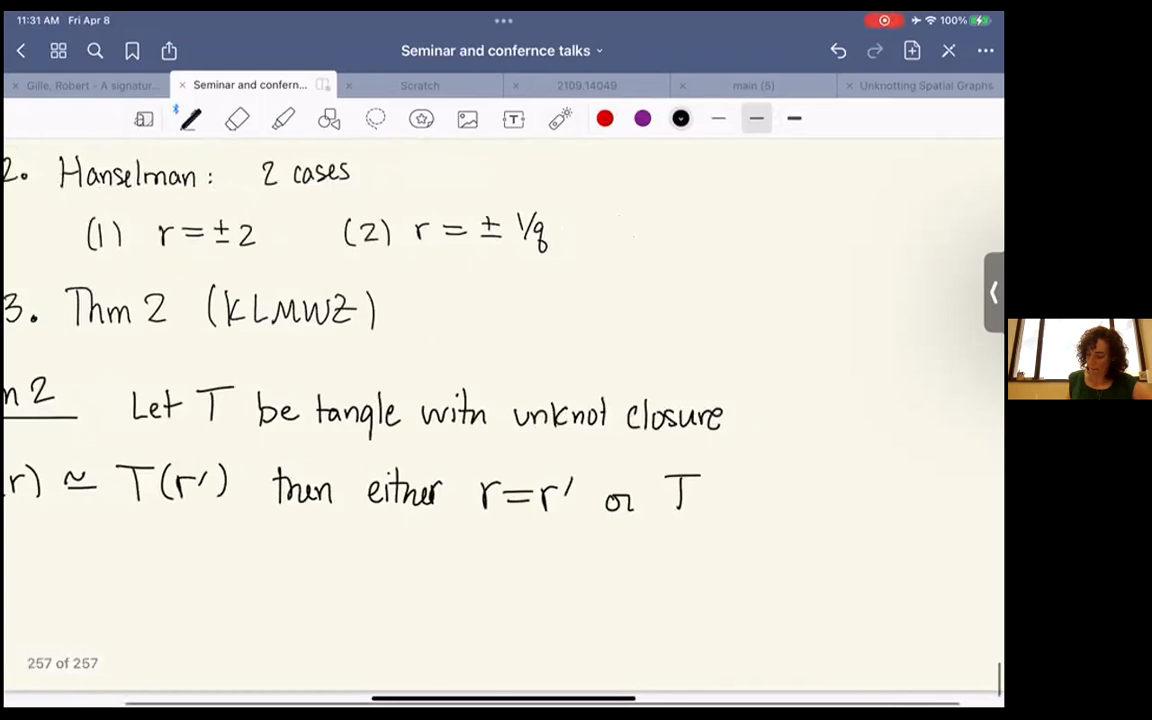 11:31 AM Fri Apr 8
100%
Seminar and confernce talks
Gille, Robert - A signatur...
Seminar and confern...
Scratch
2109.14049
main (5)
Unknotting Spatial Graphs
2. Hanselman: 2 cases
(1) r = ± 2 (2) r = ± 1/q
3. Thm 2 (KLMWZ)
m 2 Let T be tangle with unknot closure
r) ≃ T(r') then either r = r' or T
257 of 257